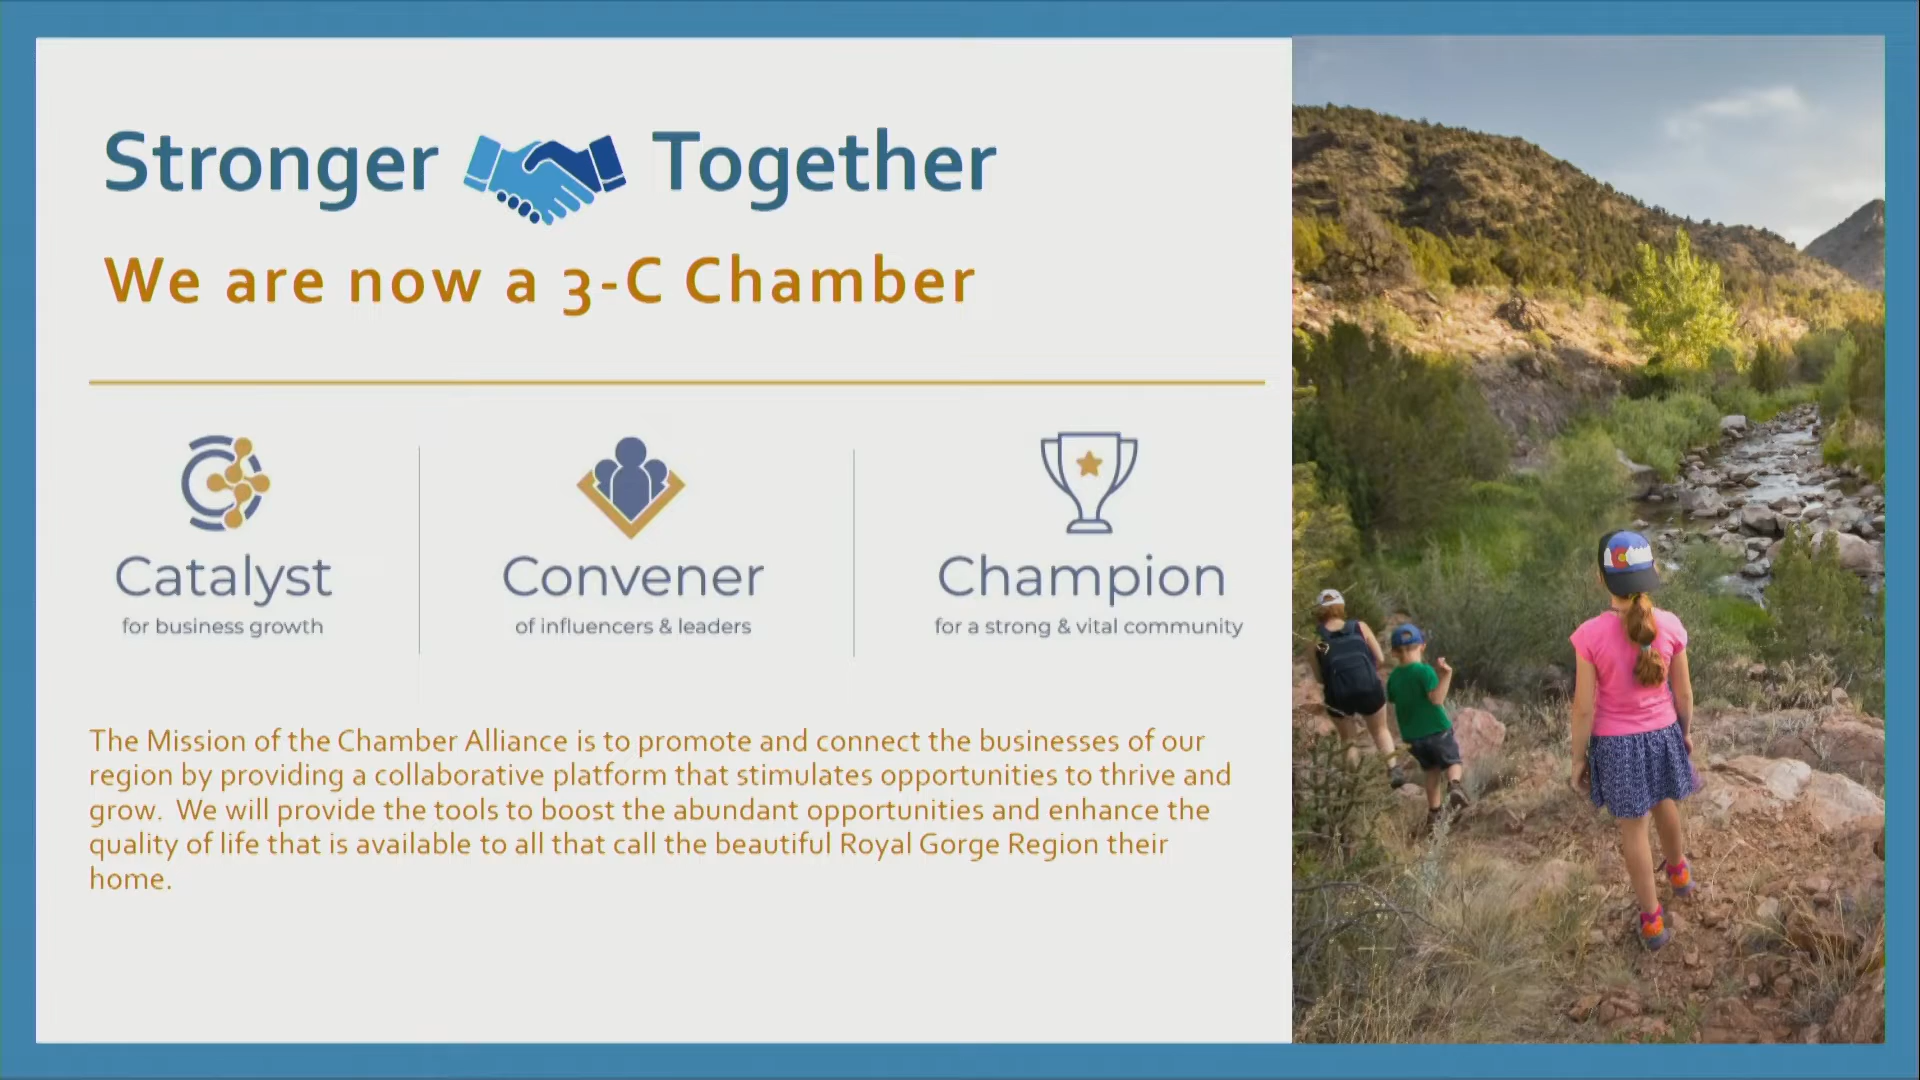 Stronger Together
We are now a 3-C Chamber
Catalyst
for business growth
Convener
of influencers & leaders
Champion
for a strong & vital community
The Mission of the Chamber Alliance is to promote and connect the businesses of our
region by providing a collaborative platform that stimulates opportunities to thrive and
grow.  We will provide the tools to boost the abundant opportunities and enhance the
quality of life that is available to all that call the beautiful Royal Gorge Region their
home.